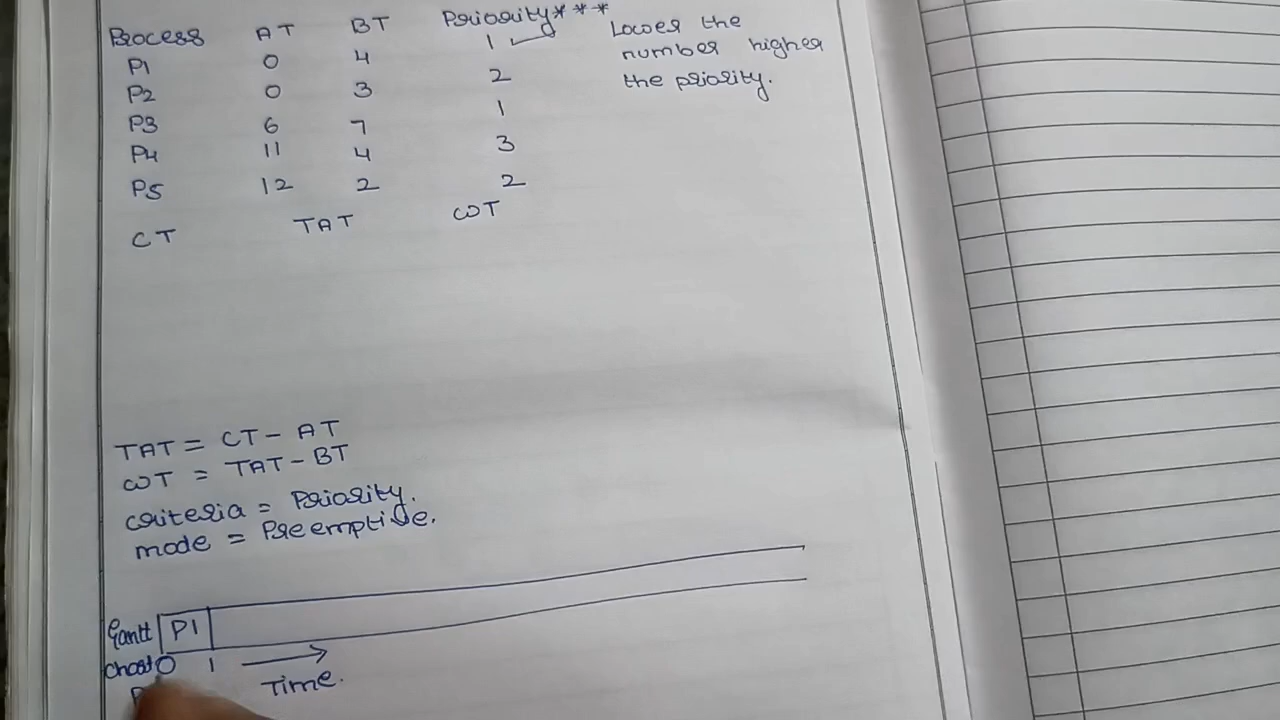 Process AT BT Priority***
P1 0 4 1
P2 0 3 2
P3 6 7 1
P4 11 4 3
P5 12 2 2
Lower the
number higher
the priority.
CT TAT WT
TAT = CT - AT
WT = TAT - BT
criteria = Priority.
mode = Preemptive.
Gantt P1
Chart 0 1
Time.